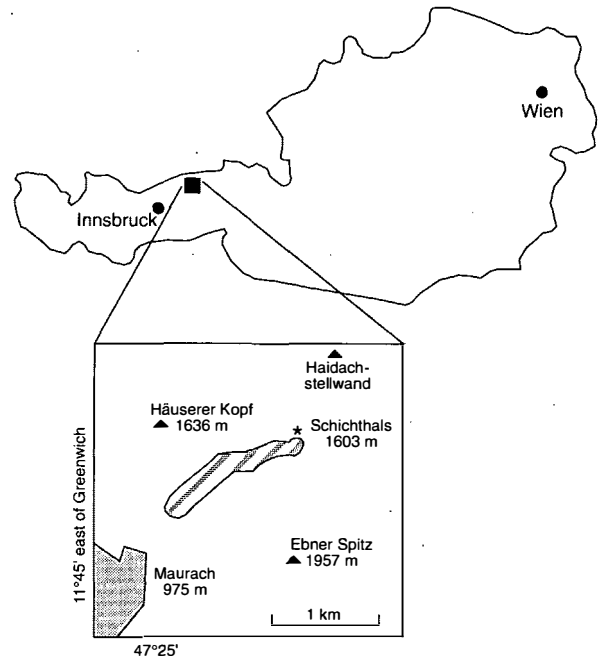 Wien
Innsbruck
Haidach-
stellwand
Häuserer Kopf
1636 m
Schichthals
1603 m
11°45' east of Greenwich
Ebner Spitz
1957 m
Maurach
975 m
1 km
47°25'